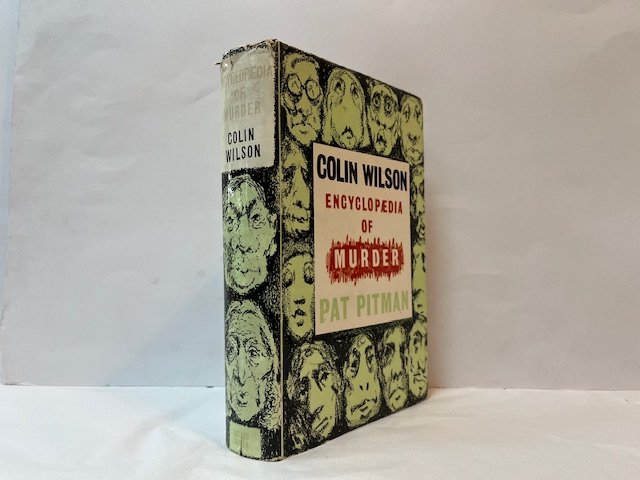 ENCYCLOPÆDIA
OF
MURDER
COLIN
WILSON
COLIN WILSON
ENCYCLOPÆDIA
OF
MURDER
PAT PITMAN